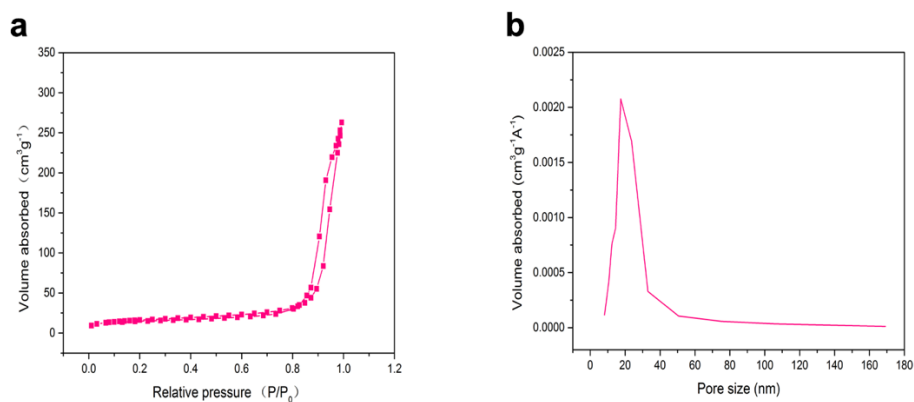 a
350
300
250
200
150
100
50
0
Volume absorbed（cm³g⁻¹）
0.0 0.2 0.4 0.6 0.8 1.0 1.2
Relative pressure（P/P₀）
b
0.0025
0.0020
0.0015
0.0010
0.0005
0.0000
Volume absorbed (cm³g⁻¹A⁻¹)
0 20 40 60 80 100 120 140 160 180
Pore size (nm)